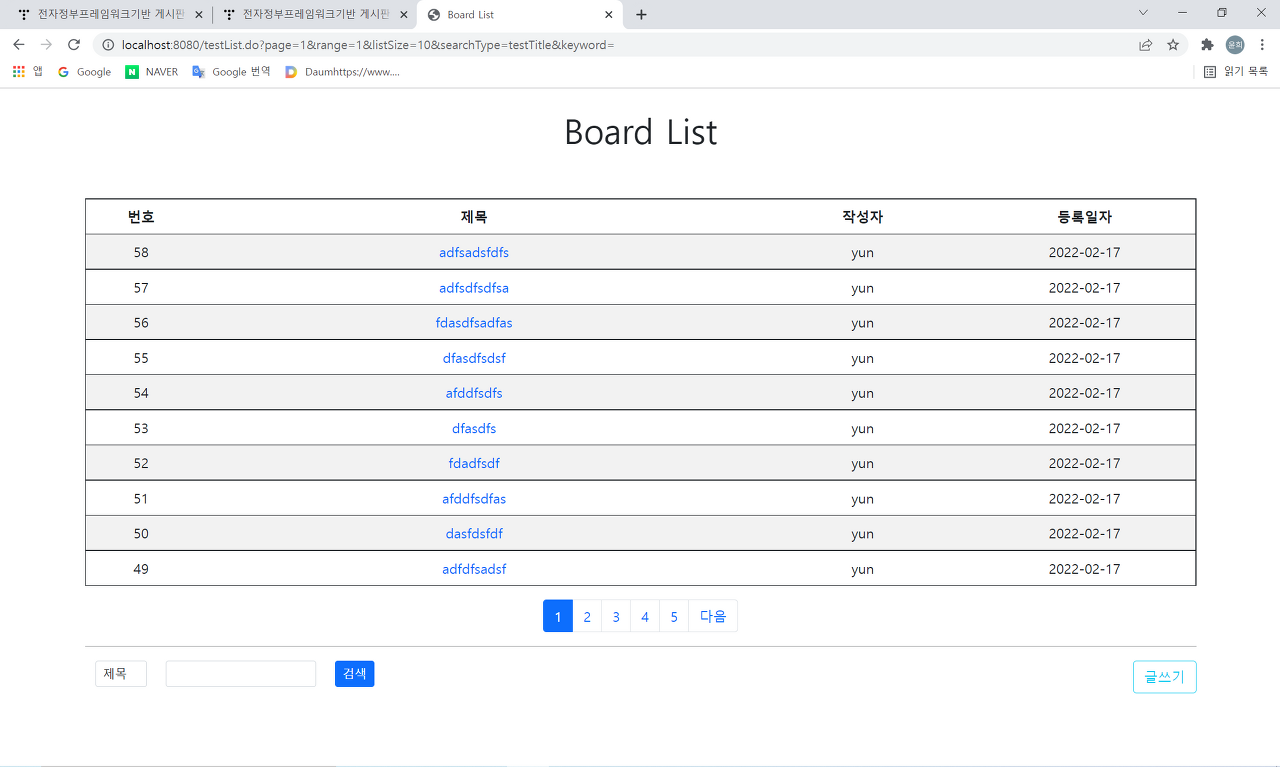 전자정부프레임워크기반 게시판
전자정부프레임워크기반 게시판
Board List
localhost:8080/testList.do?page=1&range=1&listSize=10&searchType=testTitle&keyword=
윤희
앱 Google NAVER Google 번역 Daumhttps://www.... 읽기 목록
Board List
번호 제목 작성자 등록일자
58 adfsadsfdfs yun 2022-02-17
57 adfsdfsdfsa yun 2022-02-17
56 fdasdfsadfas yun 2022-02-17
55 dfasdfsdsf yun 2022-02-17
54 afddfsdfs yun 2022-02-17
53 dfasdfs yun 2022-02-17
52 fdadfsdf yun 2022-02-17
51 afddfsdfas yun 2022-02-17
50 dasfdsfdf yun 2022-02-17
49 adfdfsadsf yun 2022-02-17
1 2 3 4 5 다음
제목 검색 글쓰기